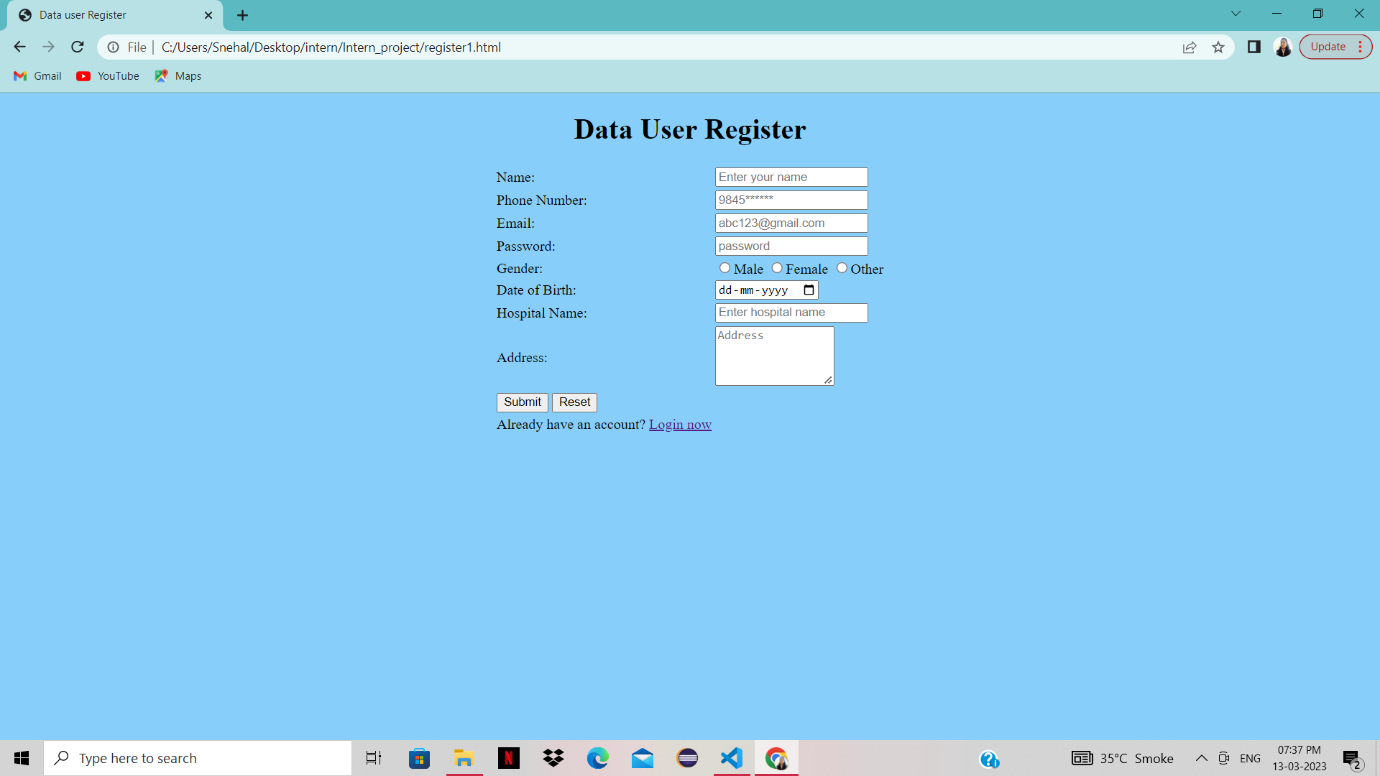 Data user Register
File | C:/Users/Snehal/Desktop/intern/Intern_project/register1.html
Update
Gmail YouTube Maps
Data User Register
Name: Enter your name
Phone Number: 9845******
Email: abc123@gmail.com
Password: password
Gender: Male Female Other
Date of Birth: dd-mm-yyyy
Hospital Name: Enter hospital name
Address: Address
Submit Reset
Already have an account? Login now
Type here to search
N
35°C Smoke
ENG
07:37 PM
13-03-2023
2